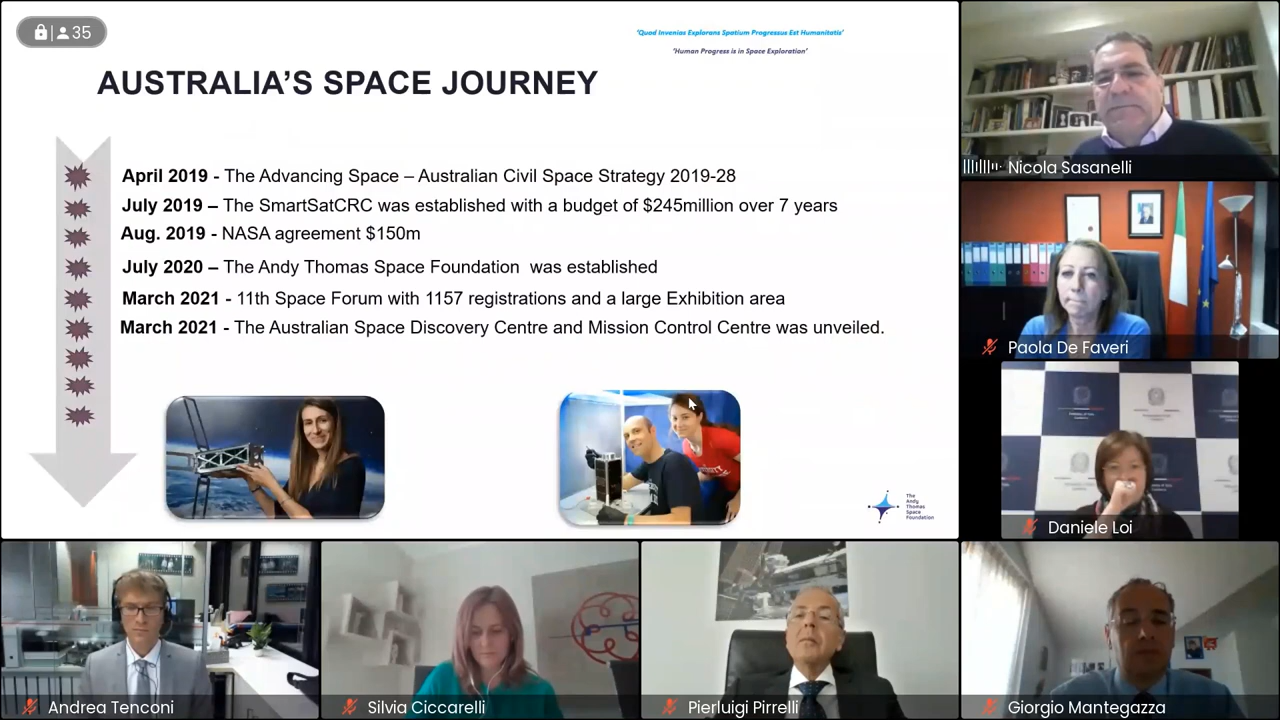 35
"Quod Invenias Explorans Spatium Progressus Est Humanitatis"
"Human Progress is in Space Exploration"
AUSTRALIA'S SPACE JOURNEY
April 2019 - The Advancing Space – Australian Civil Space Strategy 2019-28
July 2019 – The SmartSatCRC was established with a budget of $245million over 7 years
Aug. 2019 - NASA agreement $150m
July 2020 – The Andy Thomas Space Foundation was established
March 2021 - 11th Space Forum with 1157 registrations and a large Exhibition area
March 2021 - The Australian Space Discovery Centre and Mission Control Centre was unveiled.
The
Andy
Thomas
Space
Foundation
Nicola Sasanelli
Paola De Faveri
Daniele Loi
Andrea Tenconi
Silvia Ciccarelli
Pierluigi Pirrelli
Giorgio Mantegazza